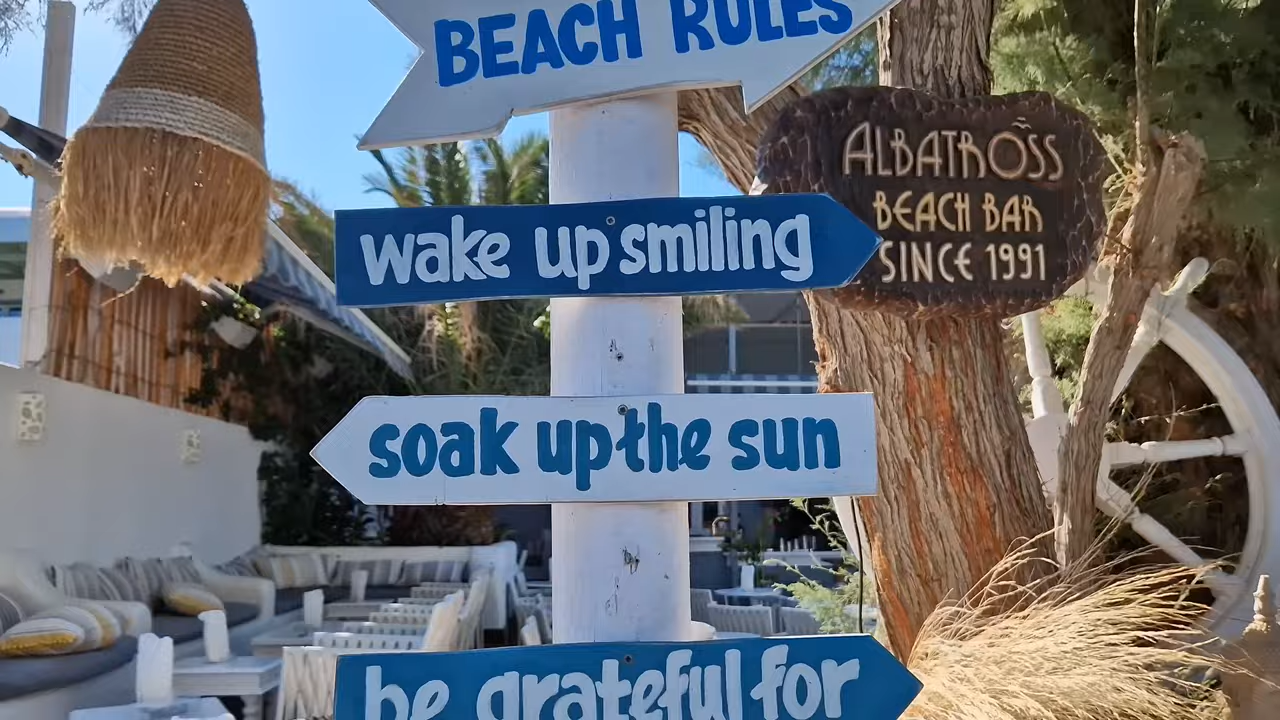 BEACH RULES
wake up smiling
soak up the sun
be grateful for
ALBATROSS
BEACH BAR
SINCE 1991